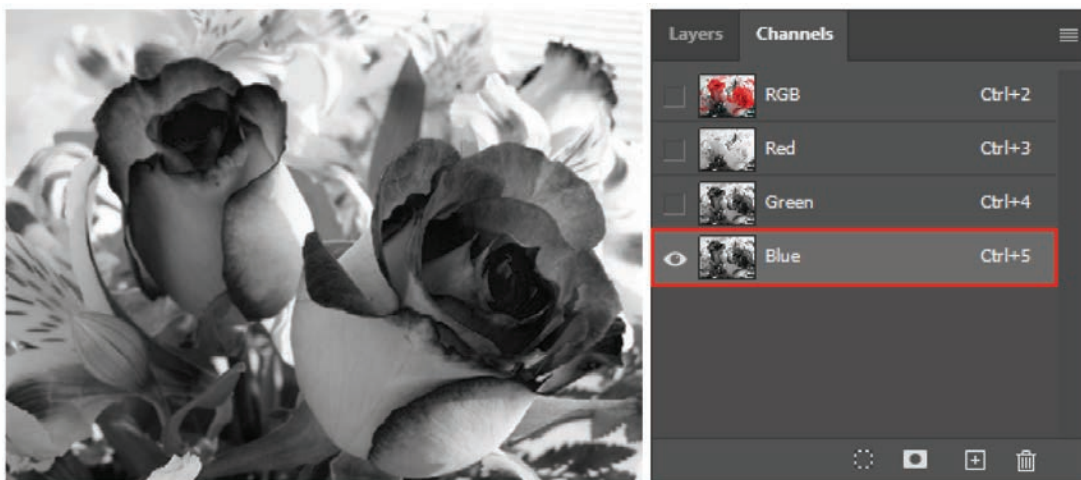 Layers Channels
RGB Ctrl+2
Red Ctrl+3
Green Ctrl+4
Blue Ctrl+5